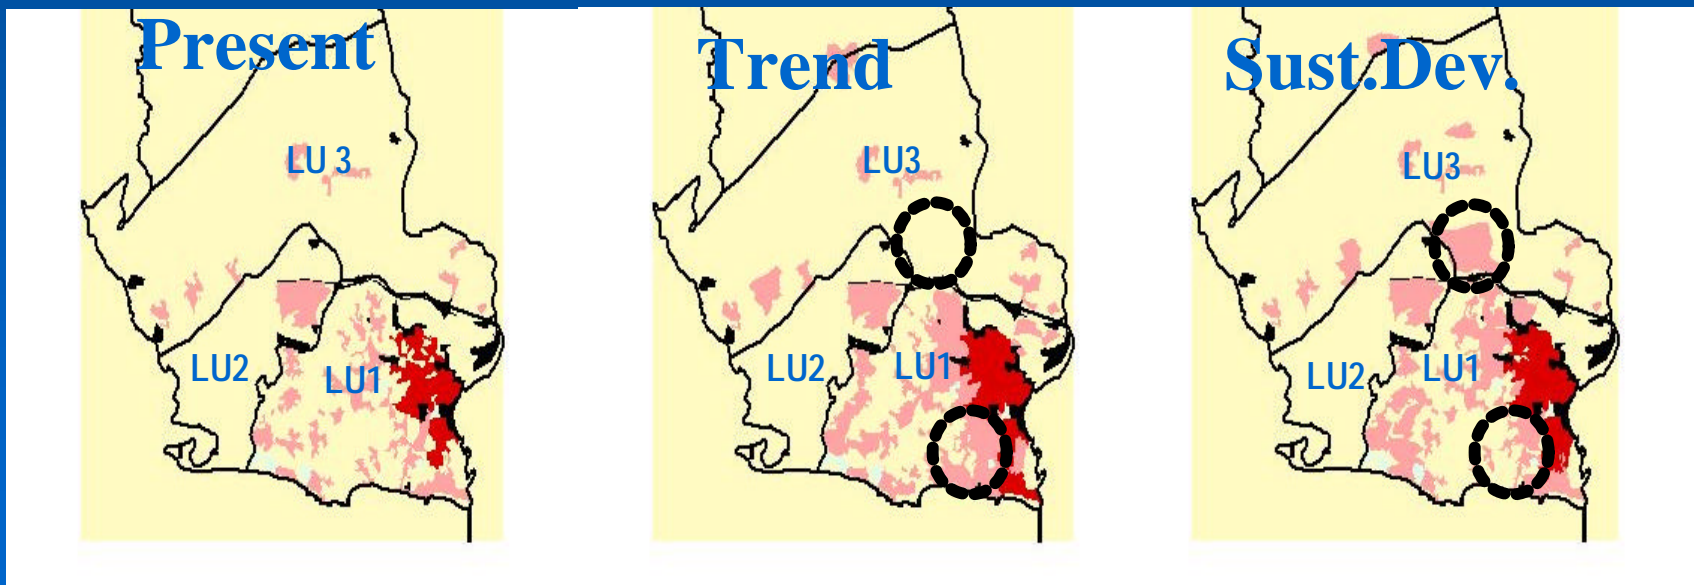 Present
LU 3
LU2
LU1
Trend
LU3
LU2
LU1
Sust.Dev.
LU3
LU2
LU1